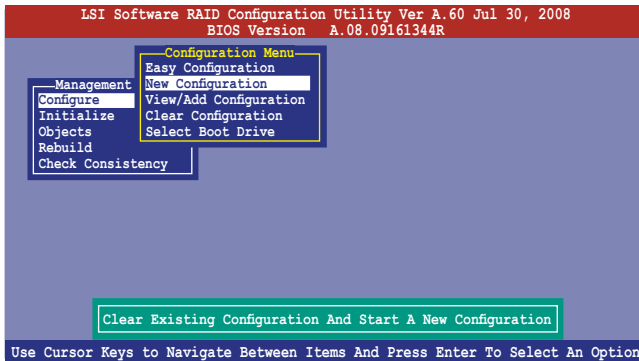 LSI Software RAID Configuration Utility Ver A.60 Jul 30, 2008
BIOS Version A.08.09161344R
Configuration Menu
Easy Configuration
New Configuration
View/Add Configuration
Clear Configuration
Select Boot Drive
Management
Configure
Initialize
Objects
Rebuild
Check Consistency
Clear Existing Configuration And Start A New Configuration
Use Cursor Keys to Navigate Between Items And Press Enter To Select An Option